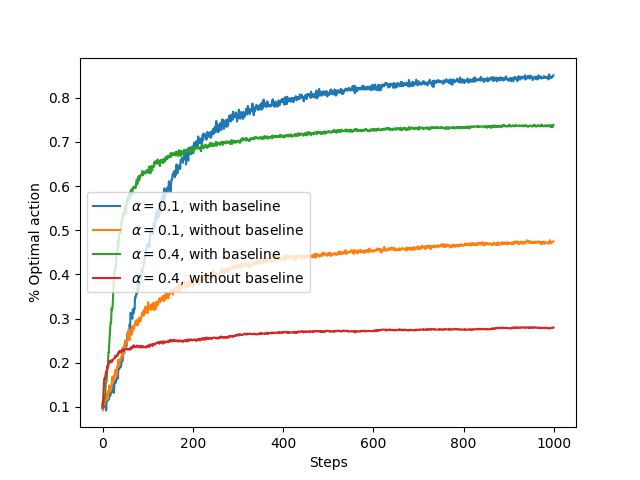 0.8
0.7
0.6
0.5
0.4
0.3
0.2
0.1
% Optimal action
α = 0.1, with baseline
α = 0.1, without baseline
α = 0.4, with baseline
α = 0.4, without baseline
0 200 400 600 800 1000
Steps